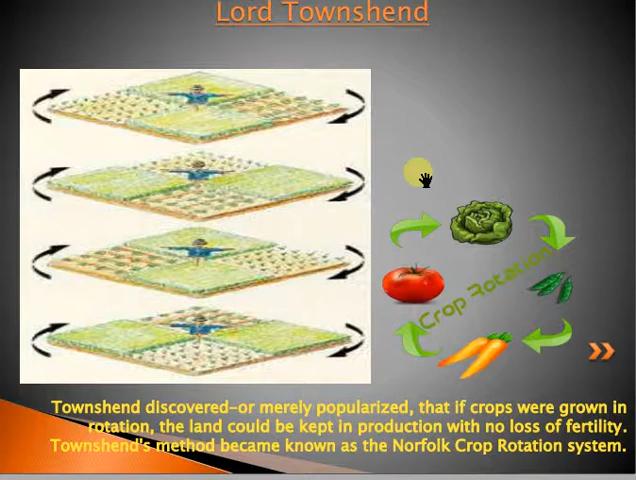 Lord Townshend
Crop Rotation
Townshend discovered-or merely popularized, that if crops were grown in
rotation, the land could be kept in production with no loss of fertility.
Townshend's method became known as the Norfolk Crop Rotation system.